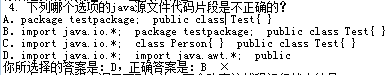 4. 下列哪个选项的java源文件代码片段是不正确的？
A．package testpackage; public class Test{ }
B．import java.io.*; package testpackage; public class Test{ }
C．import java.io.*; class Person{ } public class Test{ }
D．import java.io.*; import java.awt.*; public
你所选择的答案是：D，正确答案是：B ×